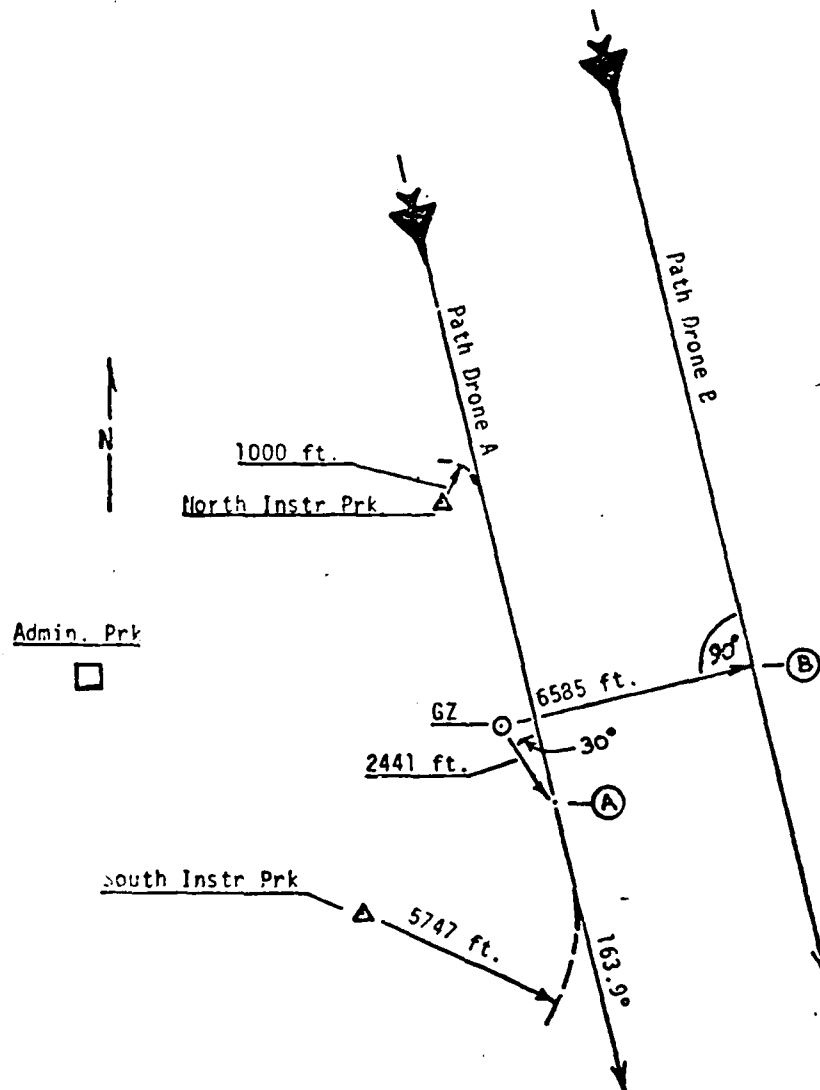 Path Drone B
Path Drone A
N
1000 ft.
North Instr Prk
Admin. Prk
90°
B
6585 ft.
GZ
30°
2441 ft.
A
South Instr Prk
5747 ft.
163.9°